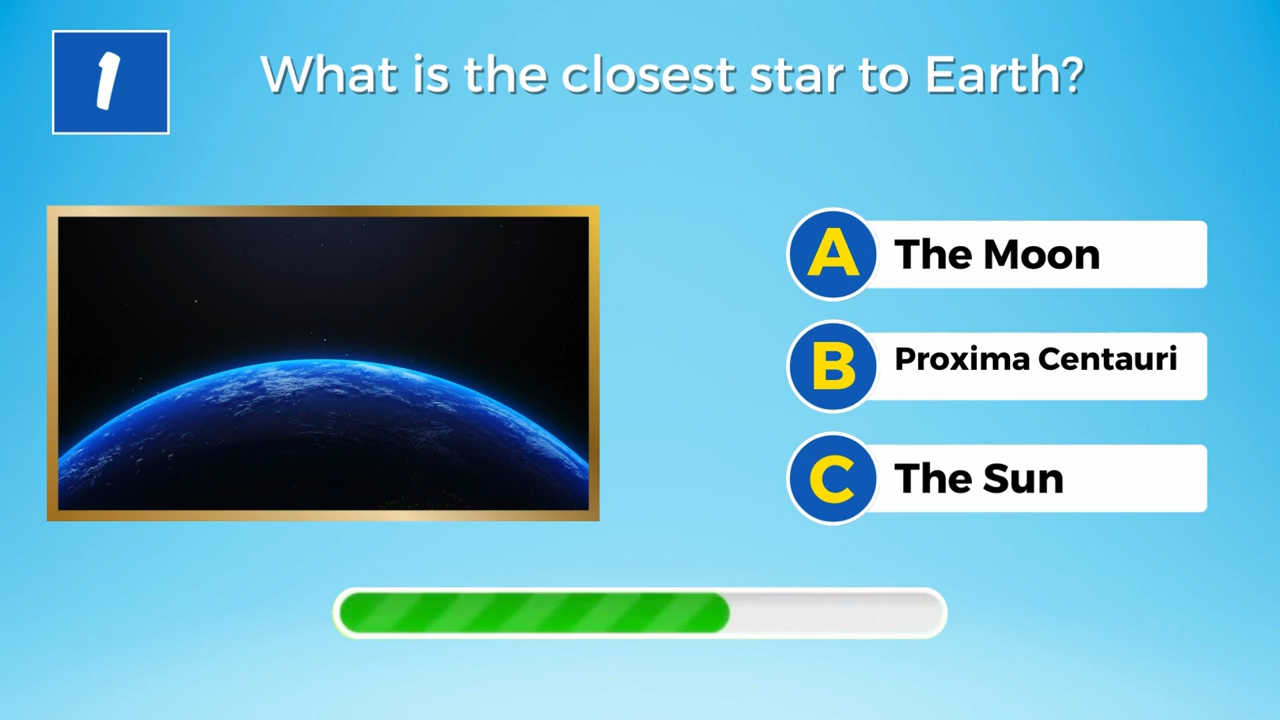 1
What is the closest star to Earth?
A The Moon
B Proxima Centauri
C The Sun